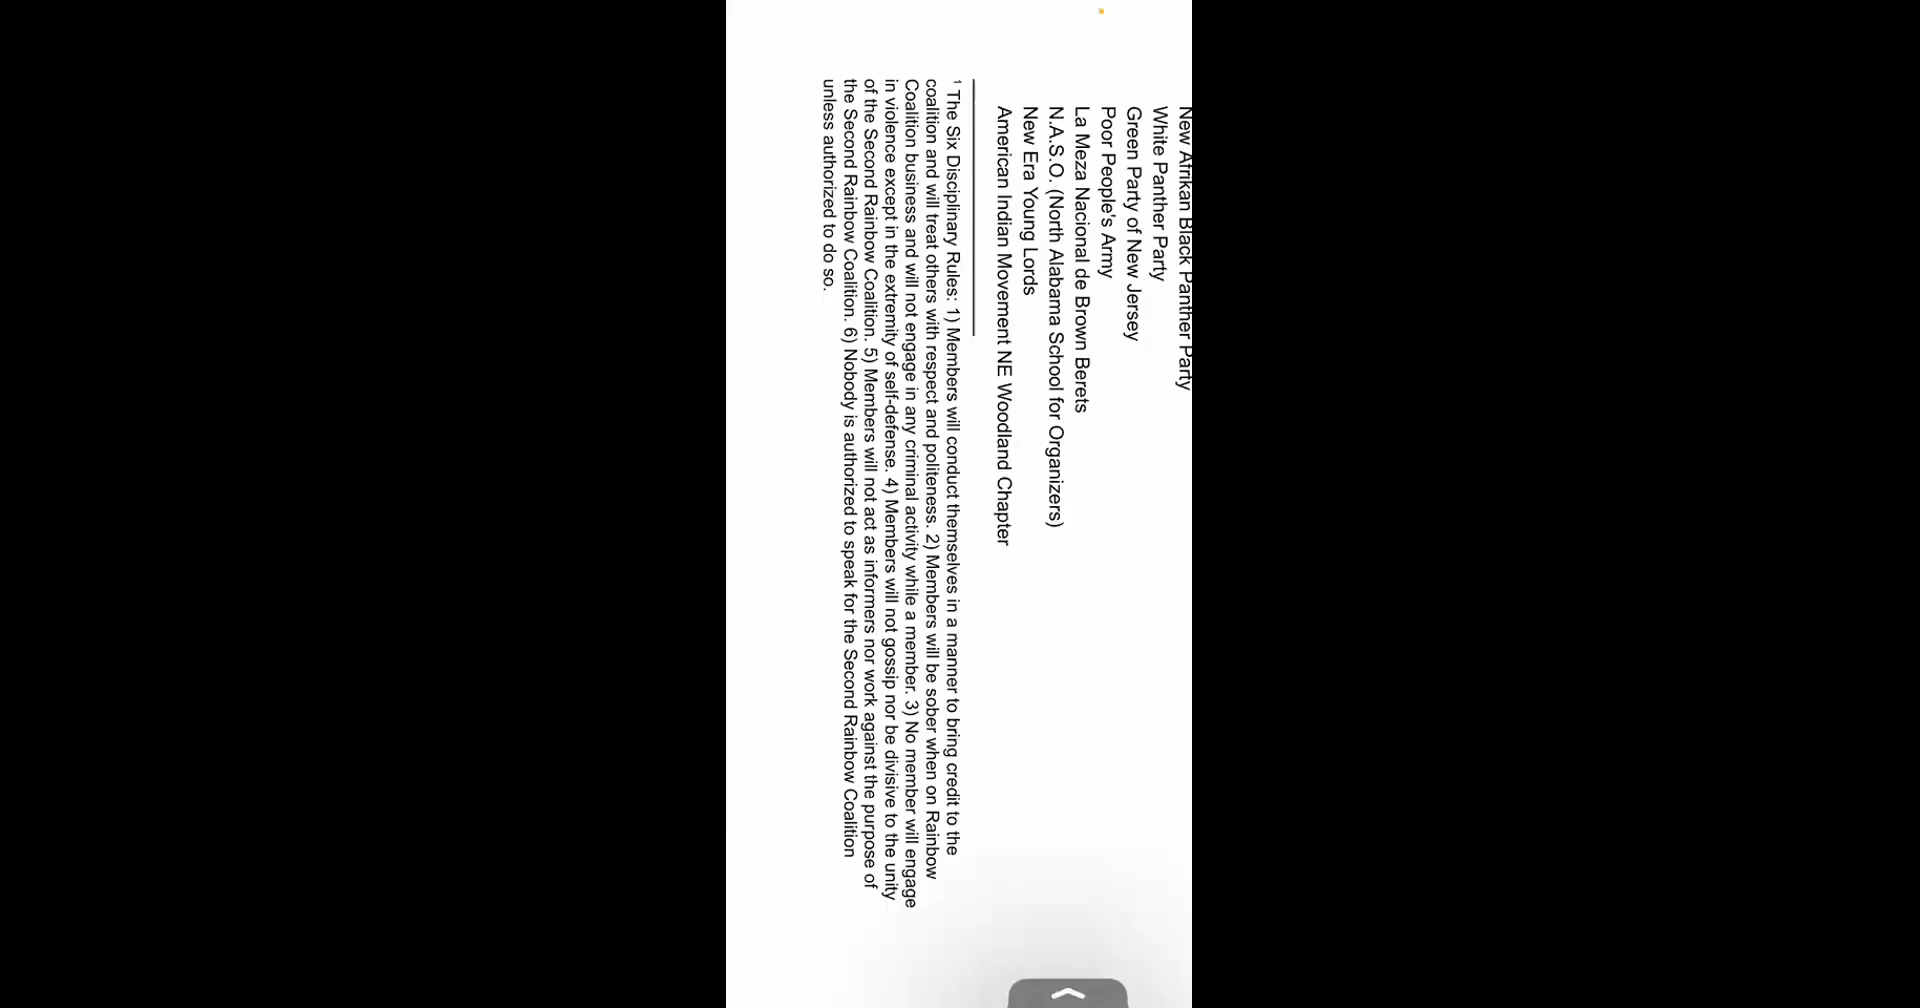 New Afrikan Black Panther Party
White Panther Party
Green Party of New Jersey
Poor People's Army
La Meza Nacional de Brown Berets
N.A.S.O. (North Alabama School for Organizers)
New Era Young Lords
American Indian Movement NE Woodland Chapter
1 The Six Disciplinary Rules: 1) Members will conduct themselves in a manner to bring credit to the
coalition and will treat others with respect and politeness. 2) Members will be sober when on Rainbow
Coalition business and will not engage in any criminal activity while a member. 3) No member will engage
in violence except in the extremity of self-defense. 4) Members will not gossip nor be divisive to the unity
of the Second Rainbow Coalition. 5) Members will not act as informers nor work against the purpose of
the Second Rainbow Coalition. 6) Nobody is authorized to speak for the Second Rainbow Coalition
unless authorized to do so.